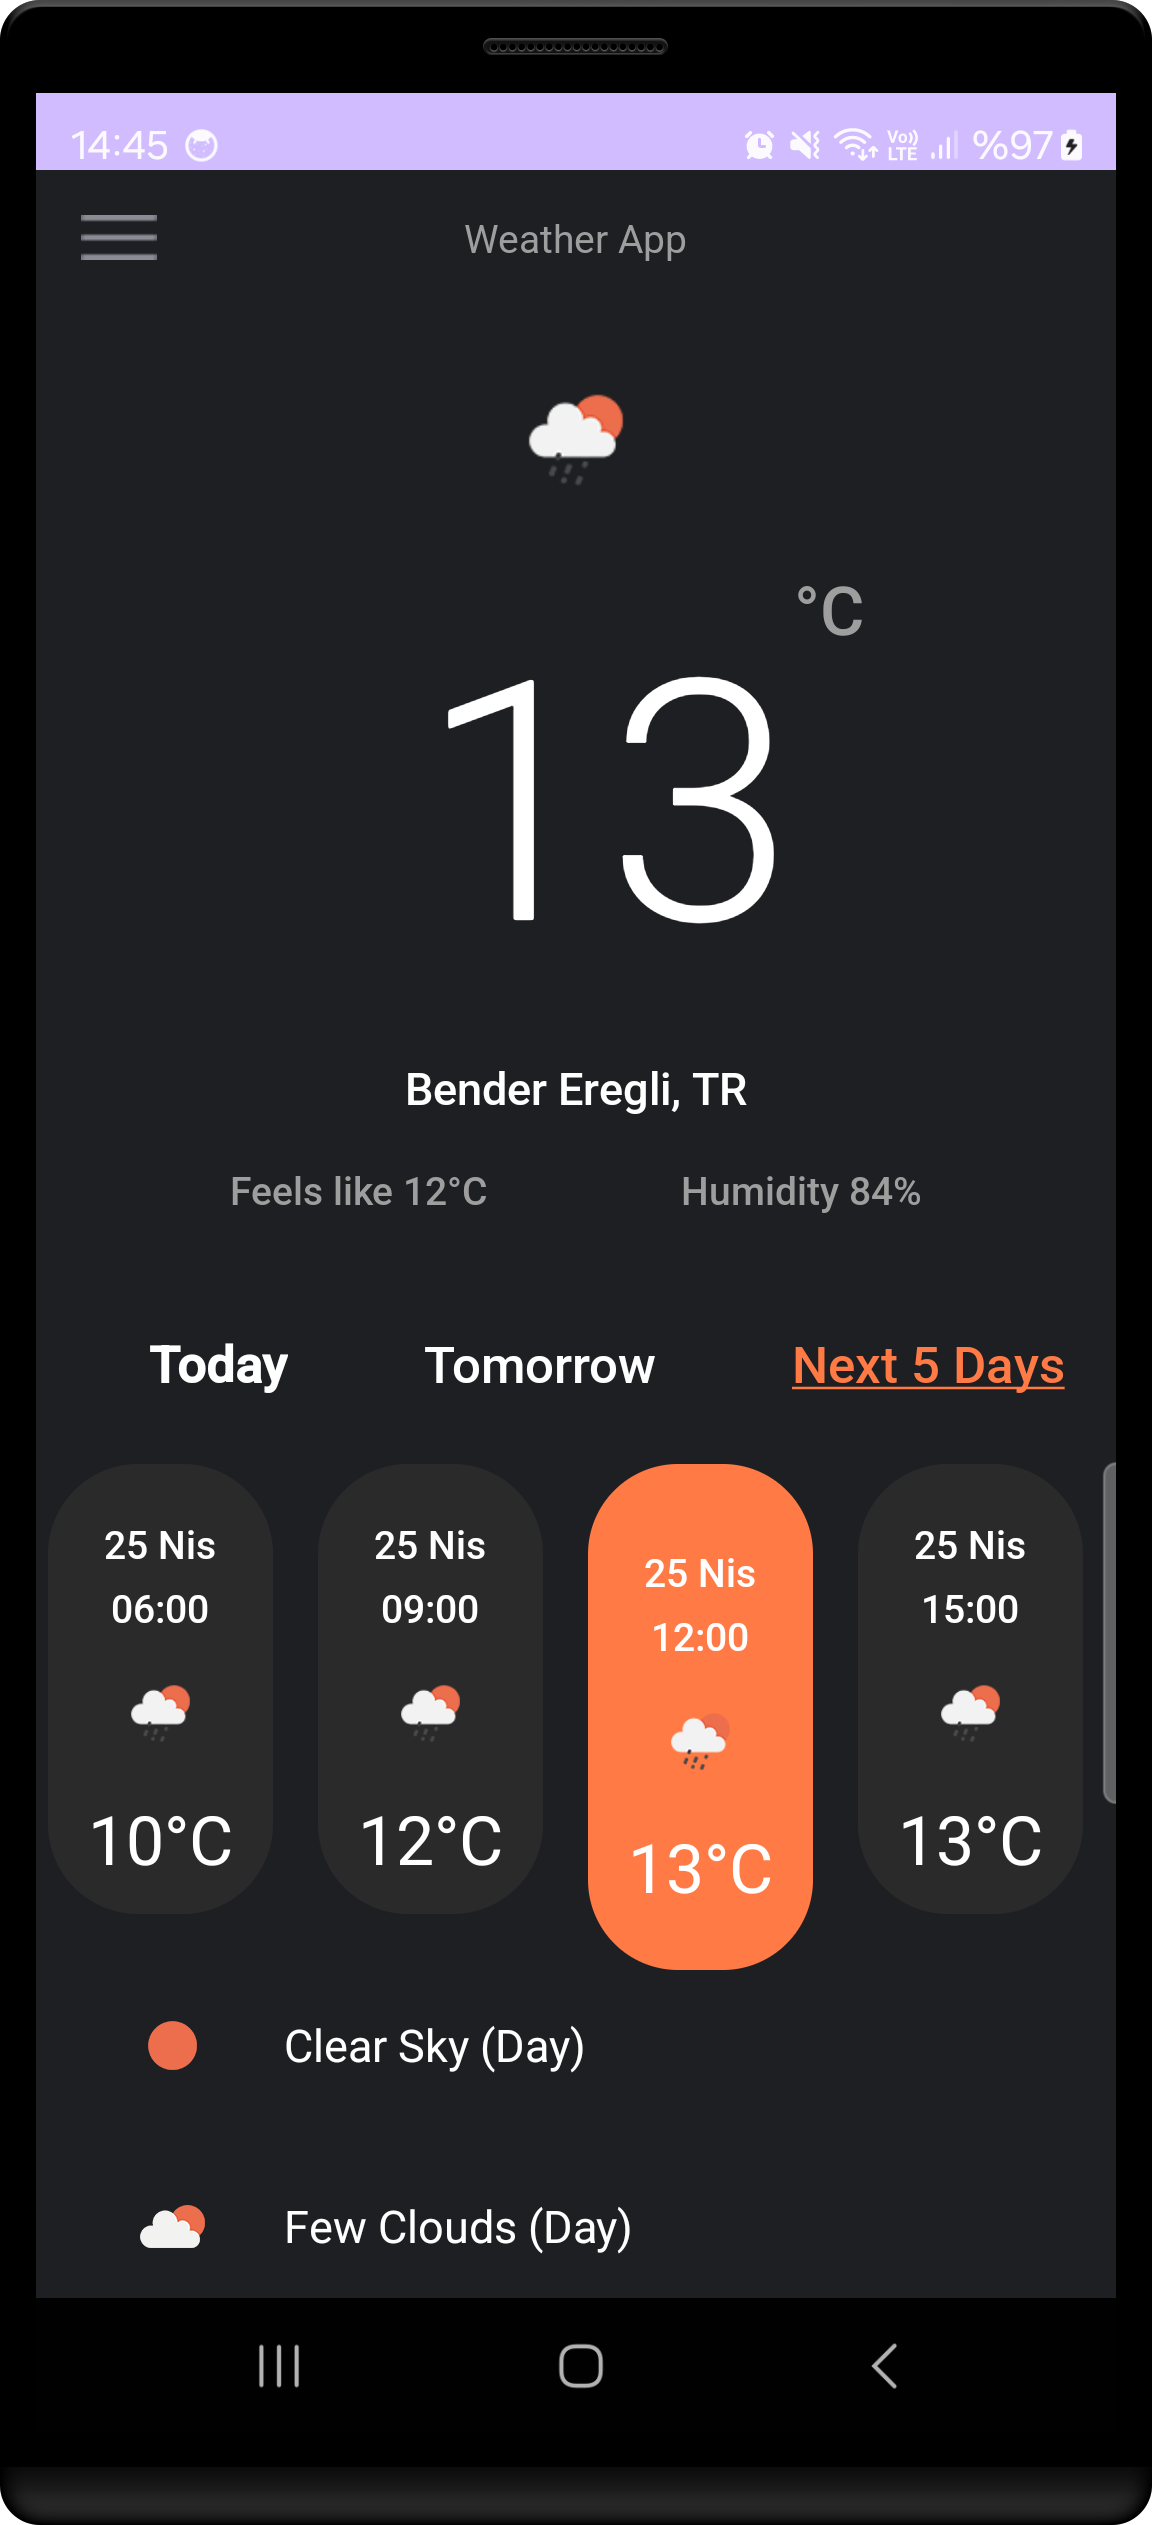 14:45
Vo)) LTE %97
Weather App
°C
13
Bender Eregli, TR
Feels like 12°C Humidity 84%
Today Tomorrow Next 5 Days
25 Nis 25 Nis 25 Nis 25 Nis
06:00 09:00 12:00 15:00
10°C 12°C 13°C 13°C
Clear Sky (Day)
Few Clouds (Day)